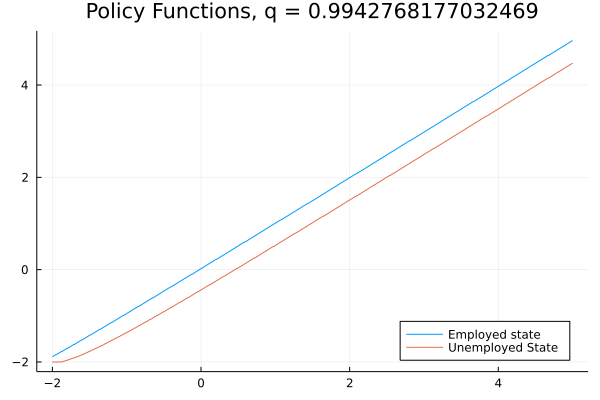 Policy Functions, q = 0.9942768177032469
4
2
0
−2
−2
0
2
4
Employed state
Unemployed State